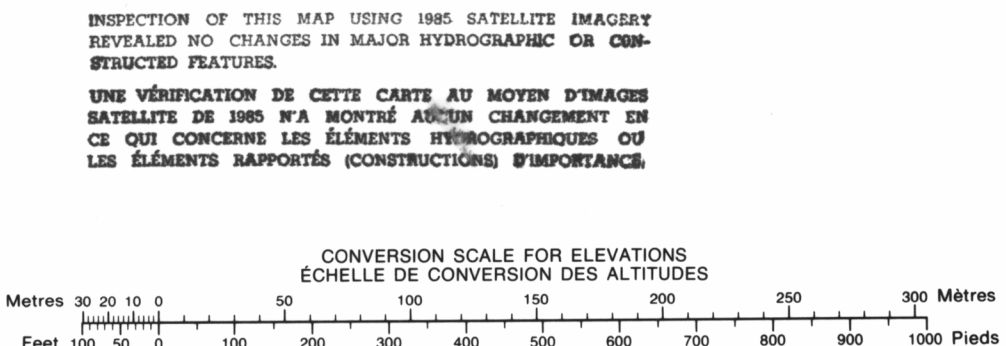 INSPECTION OF THIS MAP USING 1985 SATELLITE IMAGERY
REVEALED NO CHANGES IN MAJOR HYDROGRAPHIC OR CON-
STRUCTED FEATURES.
UNE VÉRIFICATION DE CETTE CARTE AU MOYEN D'IMAGES
SATELLITE DE 1985 N'A MONTRÉ AUCUN CHANGEMENT EN
CE QUI CONCERNE LES ÉLÉMENTS HYDROGRAPHIQUES OU
LES ÉLÉMENTS RAPPORTÉS (CONSTRUCTIONS) D'IMPORTANCE.
CONVERSION SCALE FOR ELEVATIONS
ÉCHELLE DE CONVERSION DES ALTITUDES
Metres 30 20 10 0 50 100 150 200 250 300 Mètres
Feet 100 50 0 100 200 300 400 500 600 700 800 900 1000 Pieds